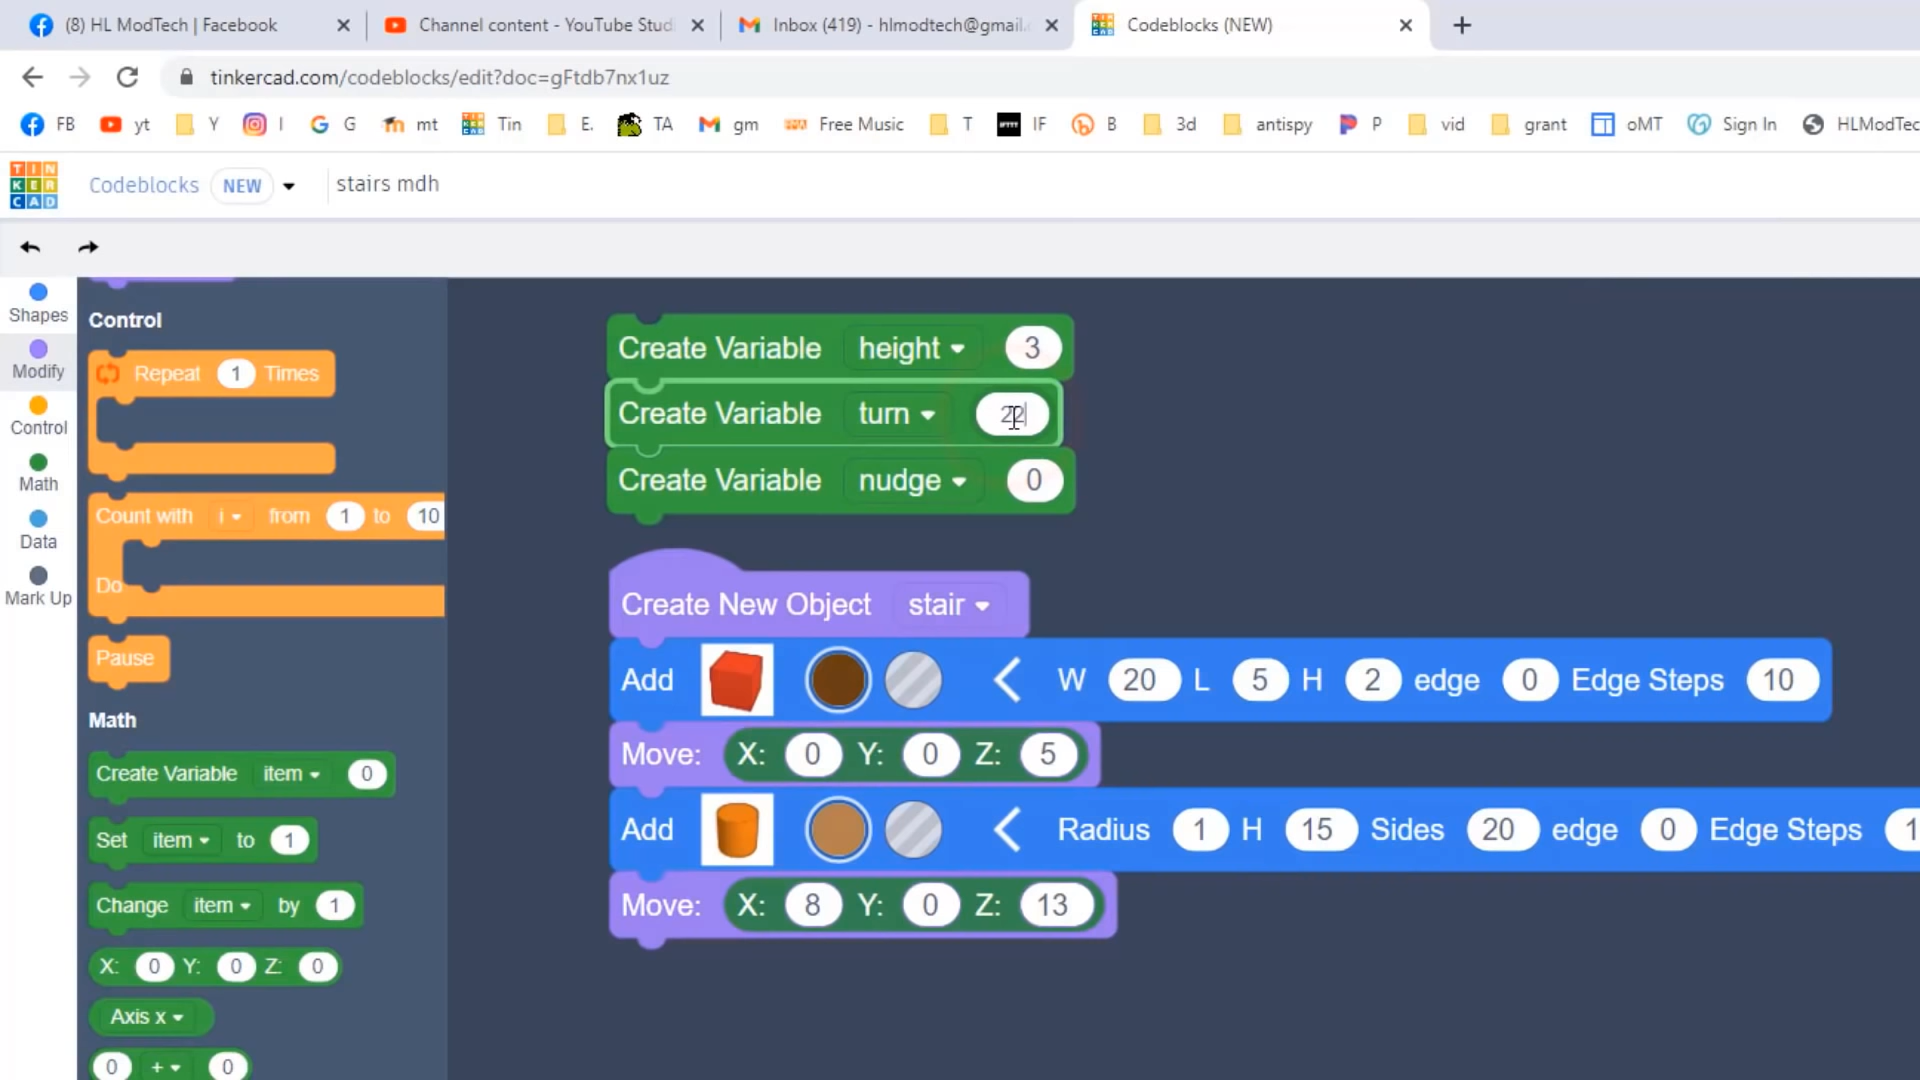 (8) HL ModTech | Facebook
Channel content - YouTube Stud
Inbox (419) - hlmodtech@gmail.
Codeblocks (NEW)
tinkercad.com/codeblocks/edit?doc=gFtdb7nx1uz
FB yt Y I G mt Tin E. TA gm Free Music T IF B 3d antispy P vid grant oMT Sign In HLModTec
TIN KER CAD
Codeblocks NEW stairs mdh
Shapes
Modify
Control
Math
Data
Mark Up
Control
Repeat 1 Times
Count with i from 1 to 10
Do
Pause
Math
Create Variable item 0
Set item to 1
Change item by 1
X: 0 Y: 0 Z: 0
Axis x
0 + 0
Create Variable height 3
Create Variable turn 22
Create Variable nudge 0
Create New Object stair
Add W 20 L 5 H 2 edge 0 Edge Steps 10
Move: X: 0 Y: 0 Z: 5
Add Radius 1 H 15 Sides 20 edge 0 Edge Steps 1
Move: X: 8 Y: 0 Z: 13